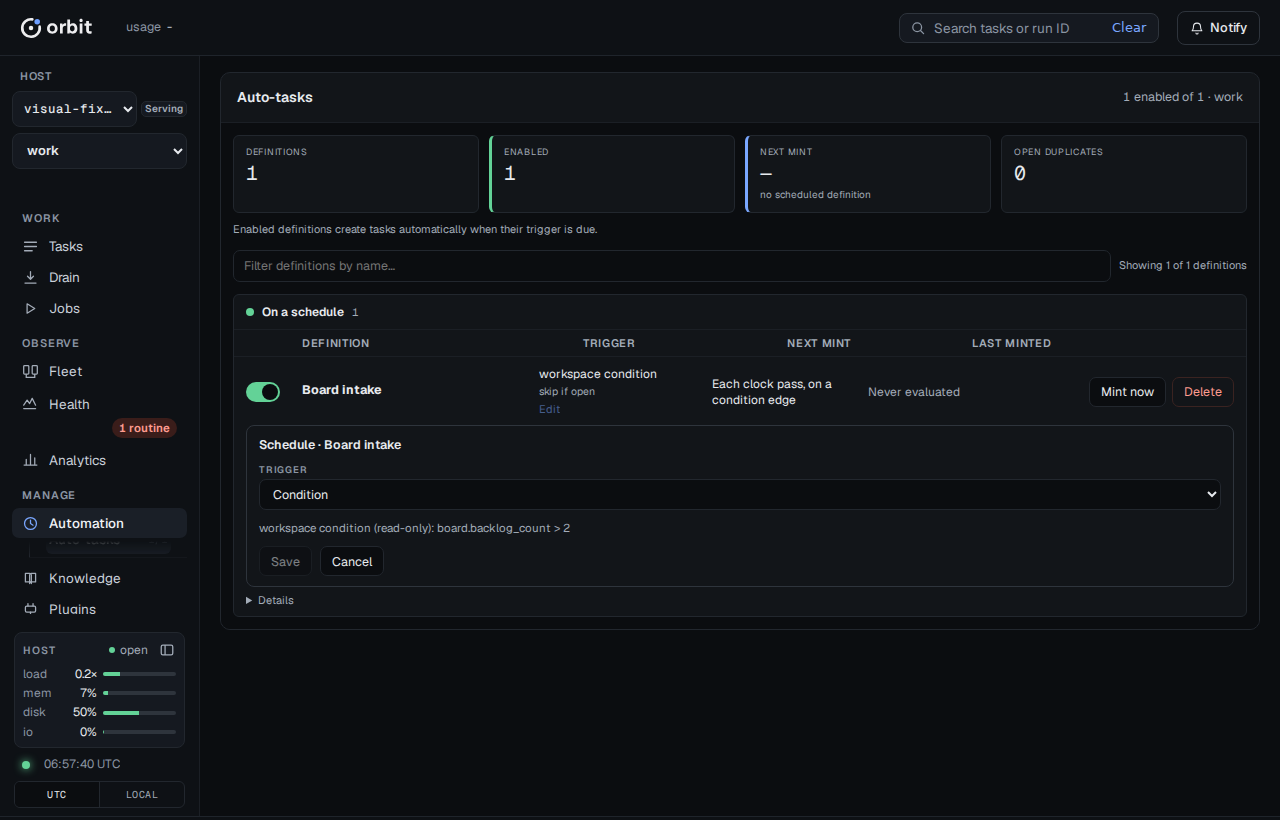 orbit
usage -
Search tasks or run ID
Clear
Notify
HOST
visual-fix…
Serving
work
WORK
Tasks
Drain
Jobs
OBSERVE
Fleet
Health
1 routine
Analytics
MANAGE
Automation
Knowledge
Plugins
HOST
open
load 0.2×
mem 7%
disk 50%
io 0%
06:57:40 UTC
UTC
LOCAL
Auto-tasks
1 enabled of 1 · work
DEFINITIONS
1
ENABLED
1
NEXT MINT
—
no scheduled definition
OPEN DUPLICATES
0
Enabled definitions create tasks automatically when their trigger is due.
Filter definitions by name…
Showing 1 of 1 definitions
On a schedule 1
DEFINITION TRIGGER NEXT MINT LAST MINTED
Board intake
workspace condition
skip if open
Edit
Each clock pass, on a
condition edge
Never evaluated
Mint now
Delete
Schedule · Board intake
TRIGGER
Condition
workspace condition (read-only): board.backlog_count > 2
Save
Cancel
Details